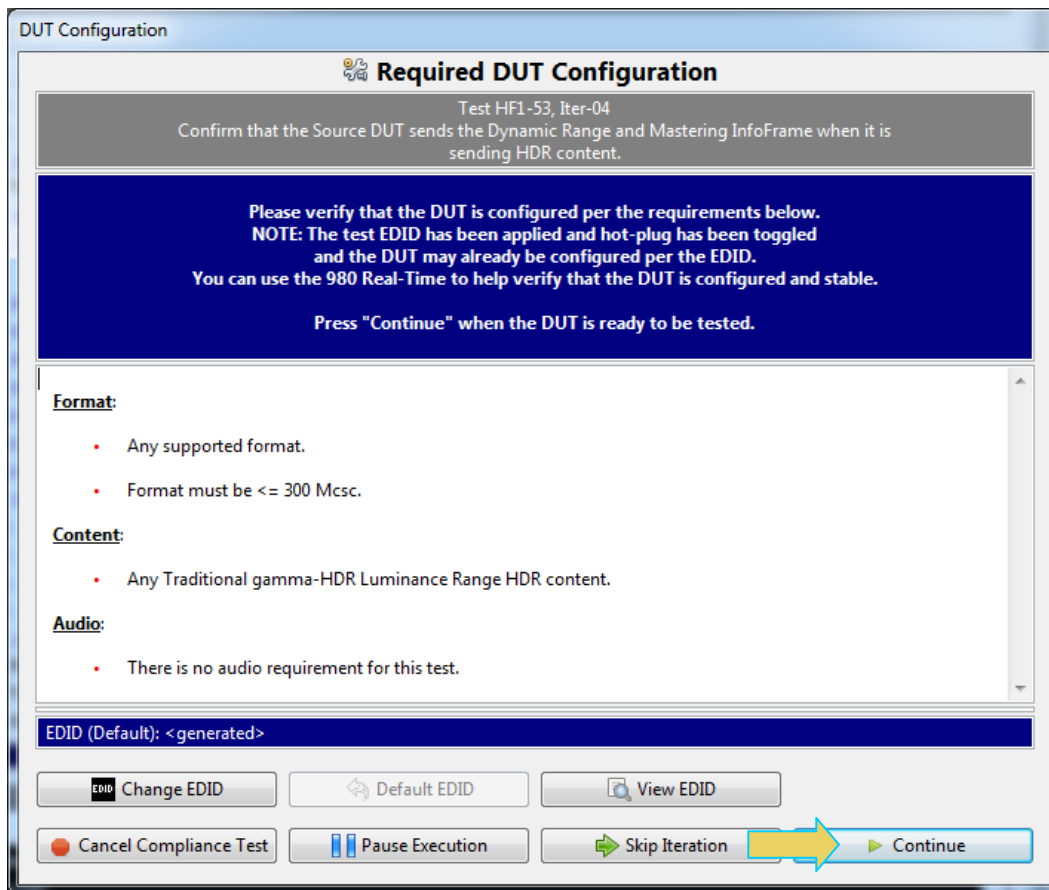 DUT Configuration
Required DUT Configuration
Test HF1-53, Iter-04
Confirm that the Source DUT sends the Dynamic Range and Mastering InfoFrame when it is
sending HDR content.
Please verify that the DUT is configured per the requirements below.
NOTE: The test EDID has been applied and hot-plug has been toggled
and the DUT may already be configured per the EDID.
You can use the 980 Real-Time to help verify that the DUT is configured and stable.
Press "Continue" when the DUT is ready to be tested.
Format:
• Any supported format.
• Format must be <= 300 Mcsc.
Content:
• Any Traditional gamma-HDR Luminance Range HDR content.
Audio:
• There is no audio requirement for this test.
EDID (Default): <generated>
EDID Change EDID
Default EDID
View EDID
Cancel Compliance Test
Pause Execution
Skip Iteration
Continue